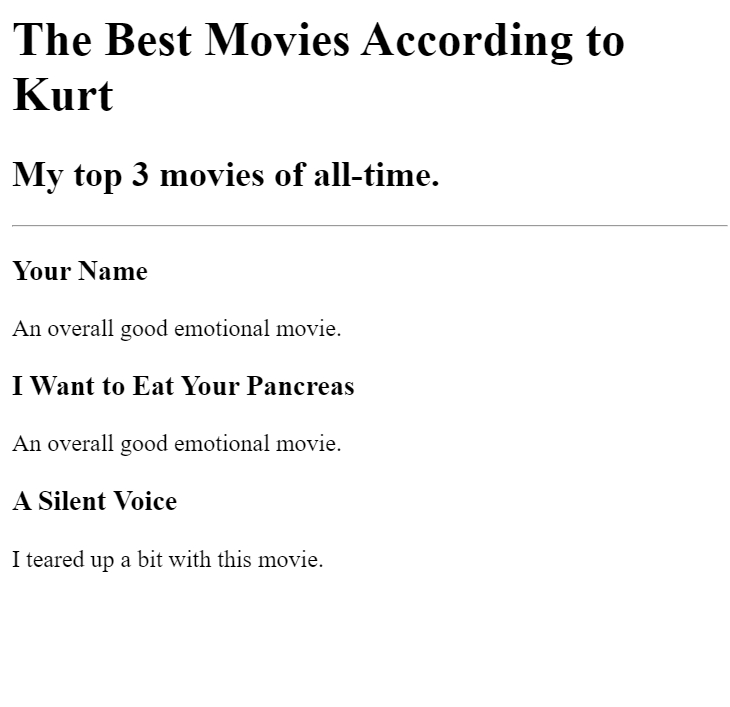 The Best Movies According to
Kurt
My top 3 movies of all-time.
Your Name
An overall good emotional movie.
I Want to Eat Your Pancreas
An overall good emotional movie.
A Silent Voice
I teared up a bit with this movie.